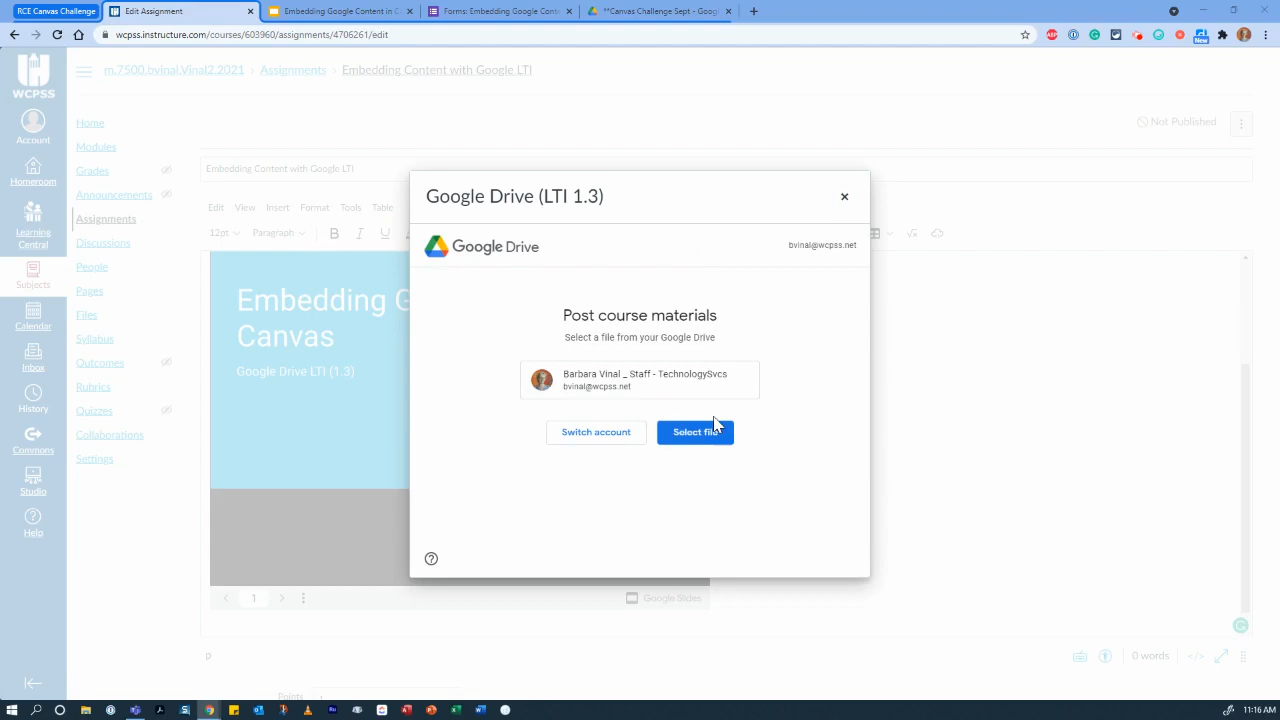 RCE Canvas Challenge
Edit Assignment
Embedding Google Content in C
Forms: Embedding Google Cont
**Canvas Challenge Sept - Goog
wcpss.instructure.com/courses/603960/assignments/4706261/edit
New
WCPSS
m.7500.bvinal.Vinal2.2021 > Assignments > Embedding Content with Google LTI
Not Published
Account
Homeroom
Learning
Central
Subjects
Calendar
Inbox
History
Commons
Studio
Help
Home
Modules
Grades
Announcements
Assignments
Discussions
People
Pages
Files
Syllabus
Outcomes
Rubrics
Quizzes
Collaborations
Settings
Embedding Content with Google LTI
Edit View Insert Format Tools Table
12pt Paragraph B I U
Embedding G
Canvas
Google Drive LTI (1.3)
1
Google Slides
Google Drive (LTI 1.3)
Google Drive
bvinal@wcpss.net
Post course materials
Select a file from your Google Drive
Barbara Vinal _ Staff - TechnologySvcs
bvinal@wcpss.net
Switch account
Select file
p
0 words
</>
Points
11:16 AM